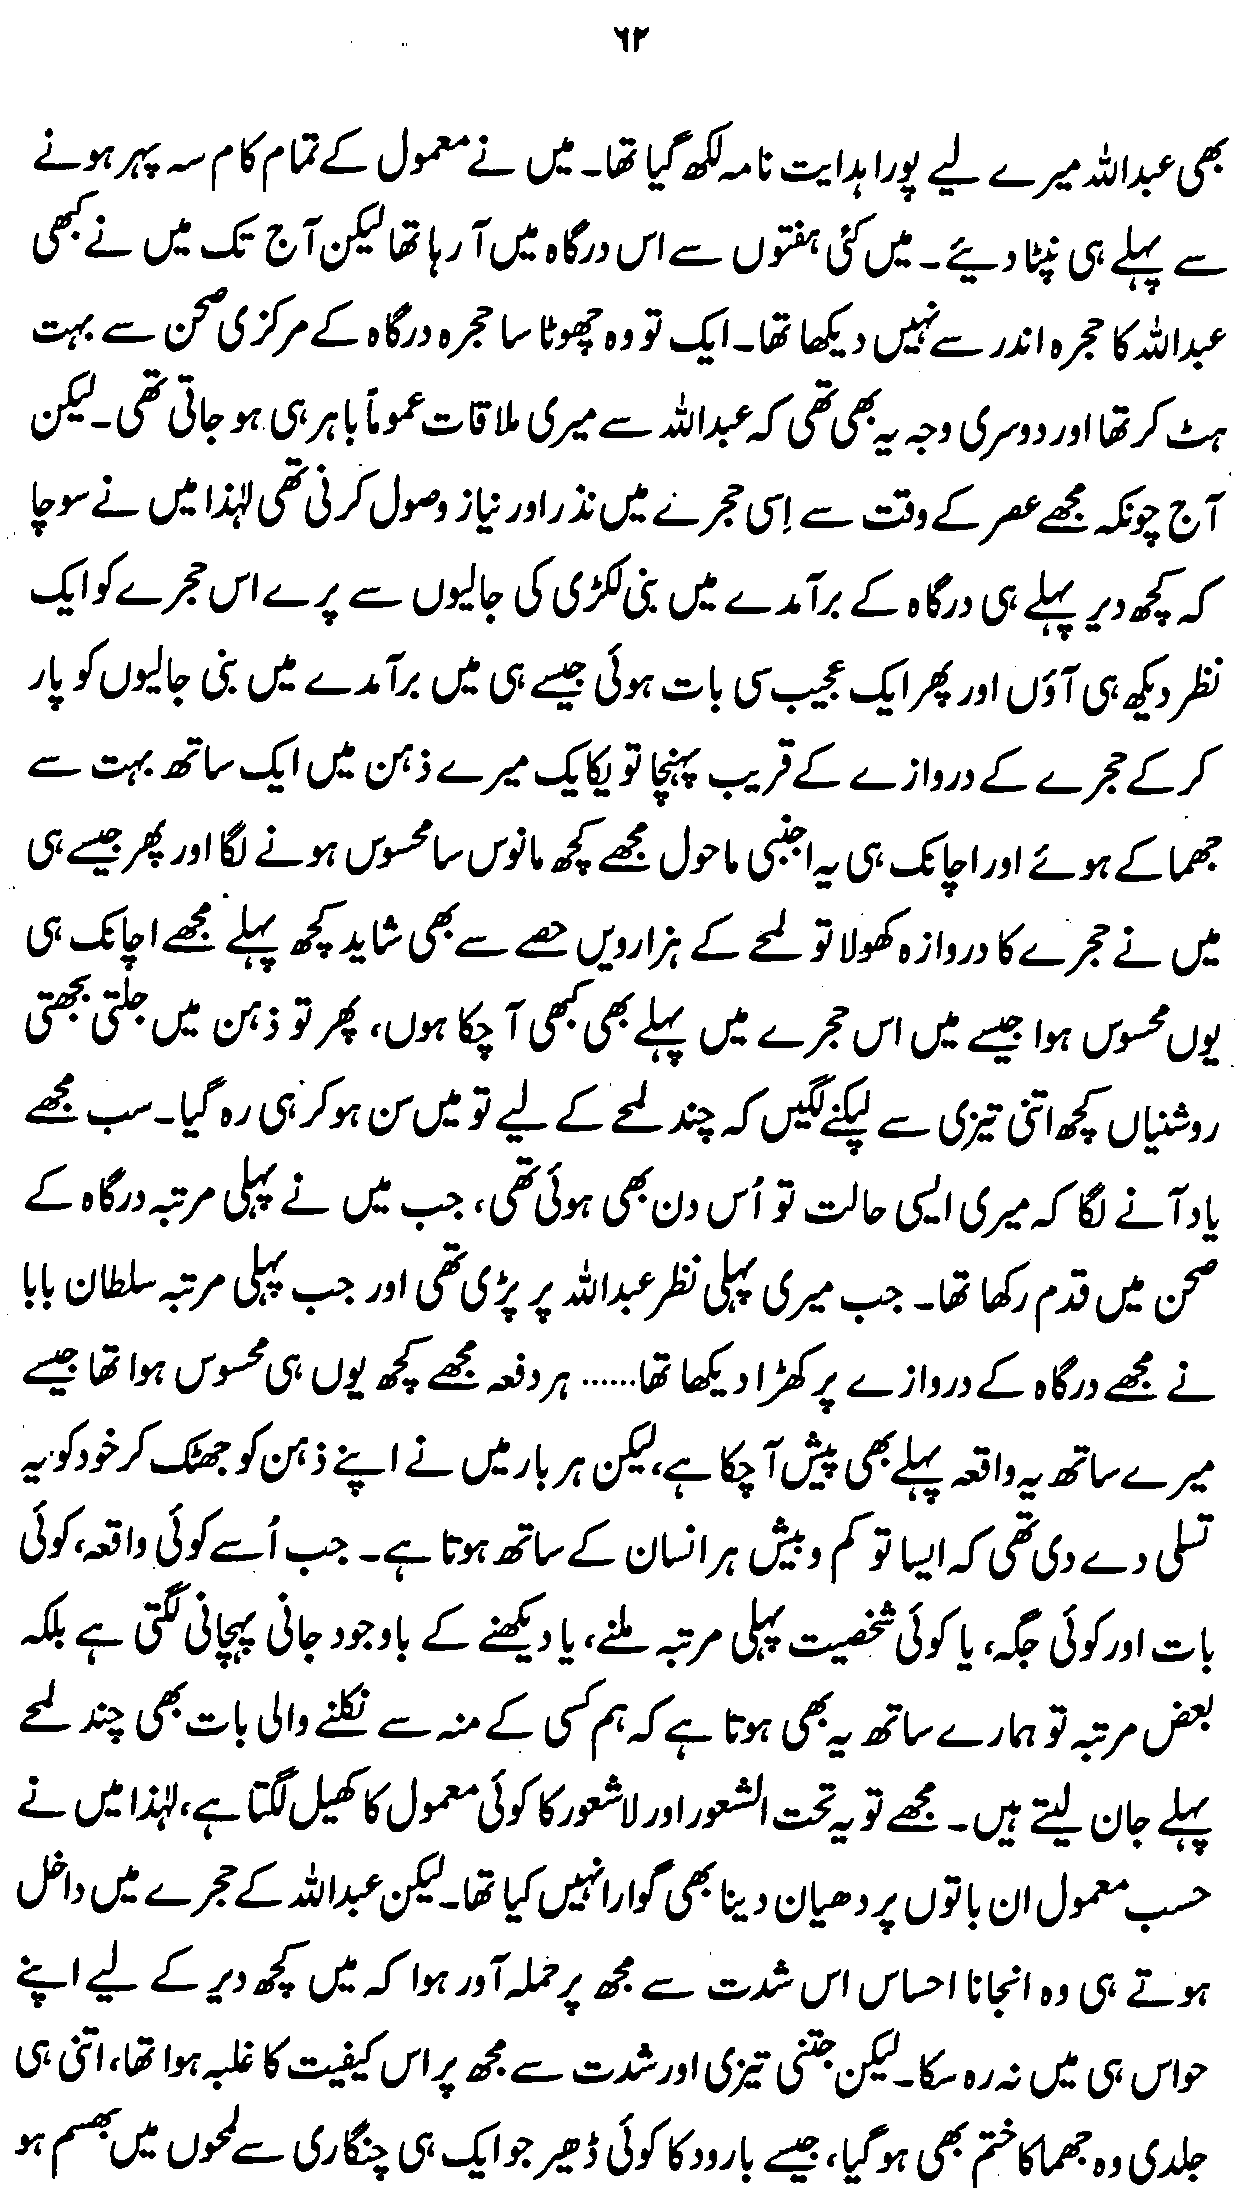 ٦٢
بھی عبداللہ میرے لیے پورا ہدایت نامہ لکھ گیا تھا۔ میں نے معمول کے تمام کام سہ پہر ہونے
سے پہلے ہی نپٹا دیئے۔ میں کئی ہفتوں سے اس درگاہ میں آ رہا تھا لیکن آج تک میں نے کبھی
عبداللہ کا حجرہ اندر سے نہیں دیکھا تھا۔ ایک تو وہ چھوٹا سا حجرہ درگاہ کے مرکزی صحن سے بہت
ہٹ کر تھا اور دوسری وجہ یہ بھی تھی کہ عبداللہ سے میری ملاقات عموماً باہر ہی ہو جاتی تھی۔ لیکن
آج چونکہ مجھے عصر کے وقت سے اِسی حجرے میں نذر اور نیاز وصول کرنی تھی لہٰذا میں نے سوچا
کہ کچھ دیر پہلے ہی درگاہ کے برآمدے میں بنی لکڑی کی جالیوں سے پرے اس حجرے کو ایک
نظر دیکھ ہی آؤں اور پھر ایک عجیب سی بات ہوئی جیسے ہی میں برآمدے میں بنی جالیوں کو پار
کر کے حجرے کے دروازے کے قریب پہنچا تو یکایک میرے ذہن میں ایک ساتھ بہت سے
جھماکے ہوئے اور اچانک ہی یہ اجنبی ماحول مجھے کچھ مانوس سا محسوس ہونے لگا اور پھر جیسے ہی
میں نے حجرے کا دروازہ کھولا تو لمحے کے ہزارویں حصے سے بھی شاید کچھ پہلے مجھے اچانک ہی
یوں محسوس ہوا جیسے میں اس حجرے میں پہلے بھی کبھی آ چکا ہوں، پھر تو ذہن میں جلتی بجھتی
روشنیاں کچھ اتنی تیزی سے لپکنے لگیں کہ چند لمحے کے لیے تو میں سن ہو کر ہی رہ گیا۔ سب مجھے
یاد آنے لگا کہ میری ایسی حالت تو اُس دن بھی ہوئی تھی، جب میں نے پہلی مرتبہ درگاہ کے
صحن میں قدم رکھا تھا۔ جب میری پہلی نظر عبداللہ پر پڑی تھی اور جب پہلی مرتبہ سلطان بابا
نے مجھے درگاہ کے دروازے پر کھڑا دیکھا تھا...... ہر دفعہ مجھے کچھ یوں ہی محسوس ہوا تھا جیسے
میرے ساتھ یہ واقعہ پہلے بھی پیش آ چکا ہے، لیکن ہر بار میں نے اپنے ذہن کو جھٹک کر خود کو یہ
تسلی دے دی تھی کہ ایسا تو کم و بیش ہر انسان کے ساتھ ہوتا ہے۔ جب اُسے کوئی واقعہ، کوئی
بات اور کوئی جگہ، یا کوئی شخصیت پہلی مرتبہ ملنے، یا دیکھنے کے باوجود جانی پہچانی لگتی ہے بلکہ
بعض مرتبہ تو ہمارے ساتھ یہ بھی ہوتا ہے کہ ہم کسی کے منہ سے نکلنے والی بات بھی چند لمحے
پہلے جان لیتے ہیں۔ مجھے تو یہ تحت الشعور اور لاشعور کا کوئی معمول کا کھیل لگتا ہے، لہٰذا میں نے
حسب معمول ان باتوں پر دھیان دینا بھی گوارا نہیں کیا تھا۔ لیکن عبداللہ کے حجرے میں داخل
ہوتے ہی وہ انجانا احساس اس شدت سے مجھ پر حملہ آور ہوا کہ میں کچھ دیر کے لیے اپنے
حواس ہی میں نہ رہ سکا۔ لیکن جتنی تیزی اور شدت سے مجھ پر اس کیفیت کا غلبہ ہوا تھا، اتنی ہی
جلدی وہ جھماکا ختم بھی ہو گیا، جیسے بارود کا کوئی ڈھیر جو ایک ہی چنگاری سے لمحوں میں بھسم ہو